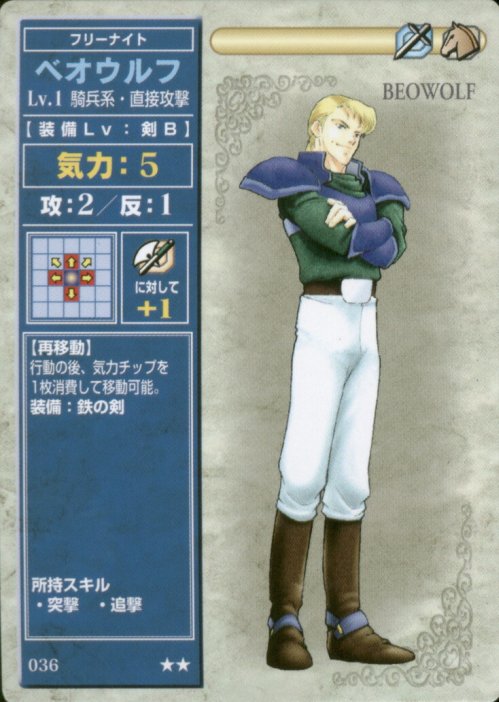 フリーナイト
ベオウルフ
Lv.1 騎兵系・直接攻撃
【装備Lv：剣B】
気力：5
攻：2／反：1
に対して
+1
【再移動】
行動の後、気力チップを
1枚消費して移動可能。
装備：鉄の剣
所持スキル
・突撃　・追撃
036
★★
BEOWOLF